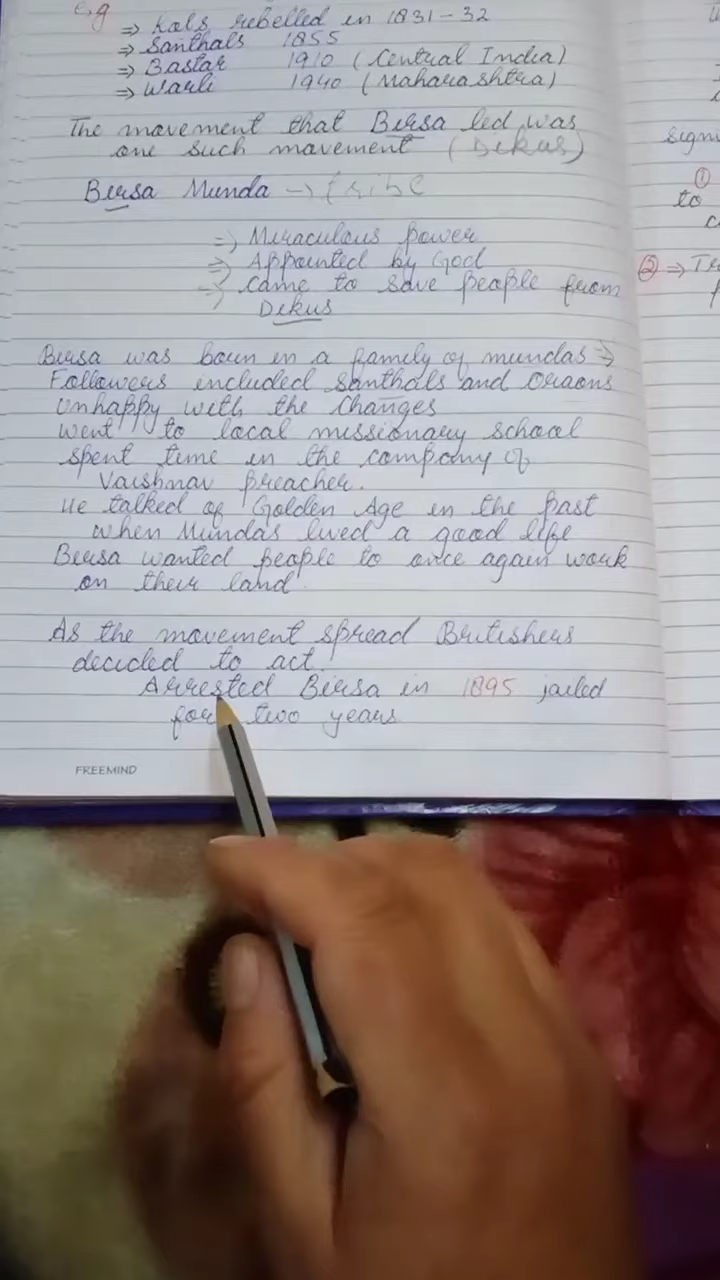 e.g
⇒ Kols rebelled in 1831-32
⇒ Santhals 1855
⇒ Bastar 1910 (Central India)
⇒ Warli 1940 (Maharashtra)
The movement that Birsa led was
one such movement (Dekus)
Birsa Munda → tribe
⇒ Miraculous power
⇒ Appointed by God
⇒ came to save people from
Dekus
Birsa was born in a family of mundas ⇒
Followers included Santhals and Oraons
Unhappy with the changes
went to local missionary school
spent time in the company of
Vaishnav preacher.
He talked of Golden Age in the past
when Mundas lived a good life
Birsa wanted people to once again work
on their land.
As the movement spread Britishers
decided to act.
Arrested Birsa in 1895 jailed
for two years
FREEMIND
①
to
② ⇒